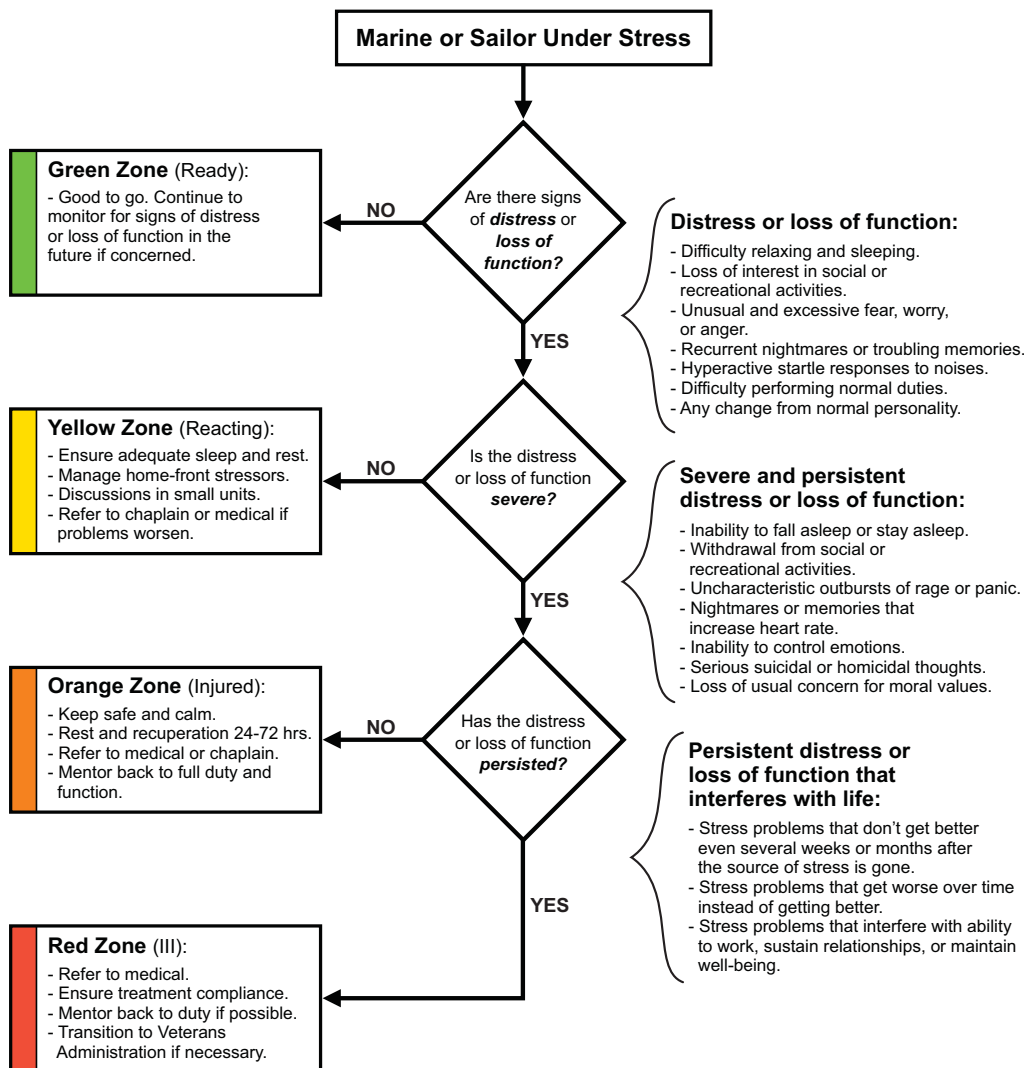 Marine or Sailor Under Stress
Green Zone (Ready):
- Good to go. Continue to
monitor for signs of distress
or loss of function in the
future if concerned.
NO
Are there signs
of distress or
loss of
function?
YES
Distress or loss of function:
- Difficulty relaxing and sleeping.
- Loss of interest in social or
recreational activities.
- Unusual and excessive fear, worry,
or anger.
- Recurrent nightmares or troubling memories.
- Hyperactive startle responses to noises.
- Difficulty performing normal duties.
- Any change from normal personality.
Yellow Zone (Reacting):
- Ensure adequate sleep and rest.
- Manage home-front stressors.
- Discussions in small units.
- Refer to chaplain or medical if
problems worsen.
NO
Is the distress
or loss of function
severe?
YES
Severe and persistent
distress or loss of function:
- Inability to fall asleep or stay asleep.
- Withdrawal from social or
recreational activities.
- Uncharacteristic outbursts of rage or panic.
- Nightmares or memories that
increase heart rate.
- Inability to control emotions.
- Serious suicidal or homicidal thoughts.
- Loss of usual concern for moral values.
Orange Zone (Injured):
- Keep safe and calm.
- Rest and recuperation 24-72 hrs.
- Refer to medical or chaplain.
- Mentor back to full duty and
function.
NO
Has the distress
or loss of function
persisted?
YES
Persistent distress or
loss of function that
interferes with life:
- Stress problems that don’t get better
even several weeks or months after
the source of stress is gone.
- Stress problems that get worse over time
instead of getting better.
- Stress problems that interfere with ability
to work, sustain relationships, or maintain
well-being.
Red Zone (III):
- Refer to medical.
- Ensure treatment compliance.
- Mentor back to duty if possible.
- Transition to Veterans
Administration if necessary.